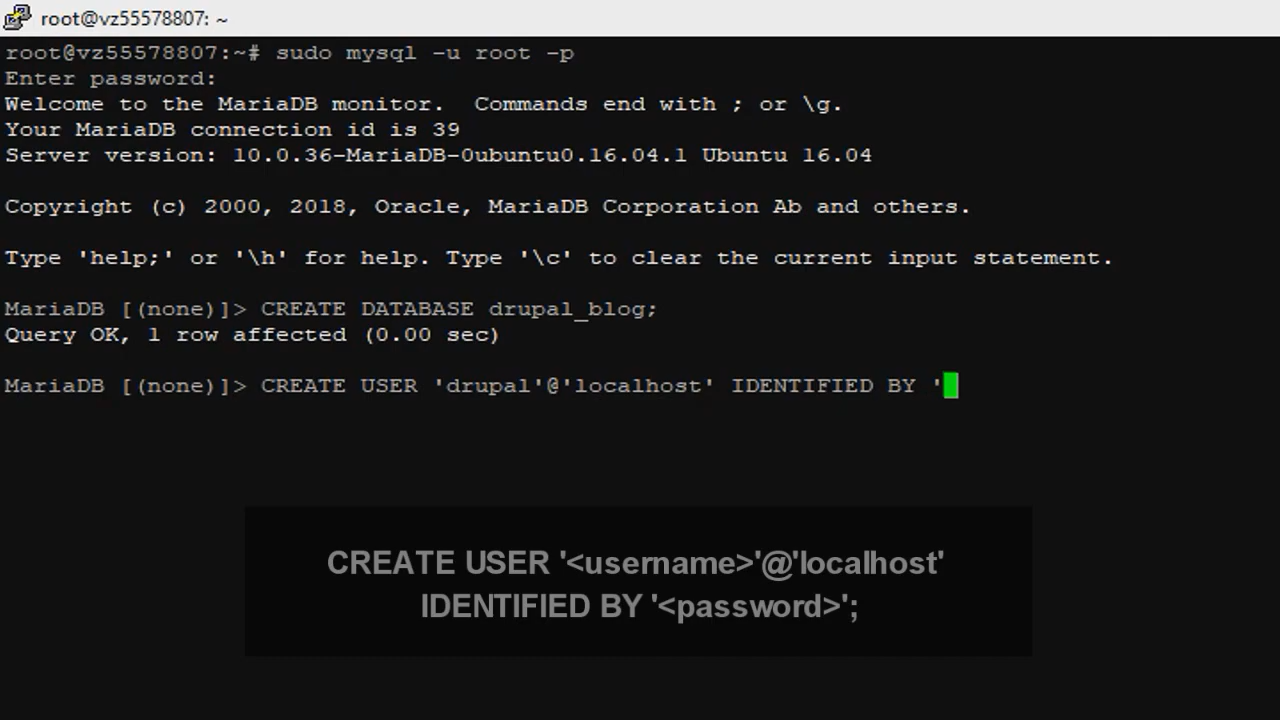 root@vz55578807: ~
root@vz55578807:~# sudo mysql -u root -p
Enter password:
Welcome to the MariaDB monitor.  Commands end with ; or \g.
Your MariaDB connection id is 39
Server version: 10.0.36-MariaDB-0ubuntu0.16.04.1 Ubuntu 16.04
Copyright (c) 2000, 2018, Oracle, MariaDB Corporation Ab and others.
Type 'help;' or '\h' for help. Type '\c' to clear the current input statement.
MariaDB [(none)]> CREATE DATABASE drupal_blog;
Query OK, 1 row affected (0.00 sec)
MariaDB [(none)]> CREATE USER 'drupal'@'localhost' IDENTIFIED BY '
CREATE USER '<username>'@'localhost'
IDENTIFIED BY '<password>';